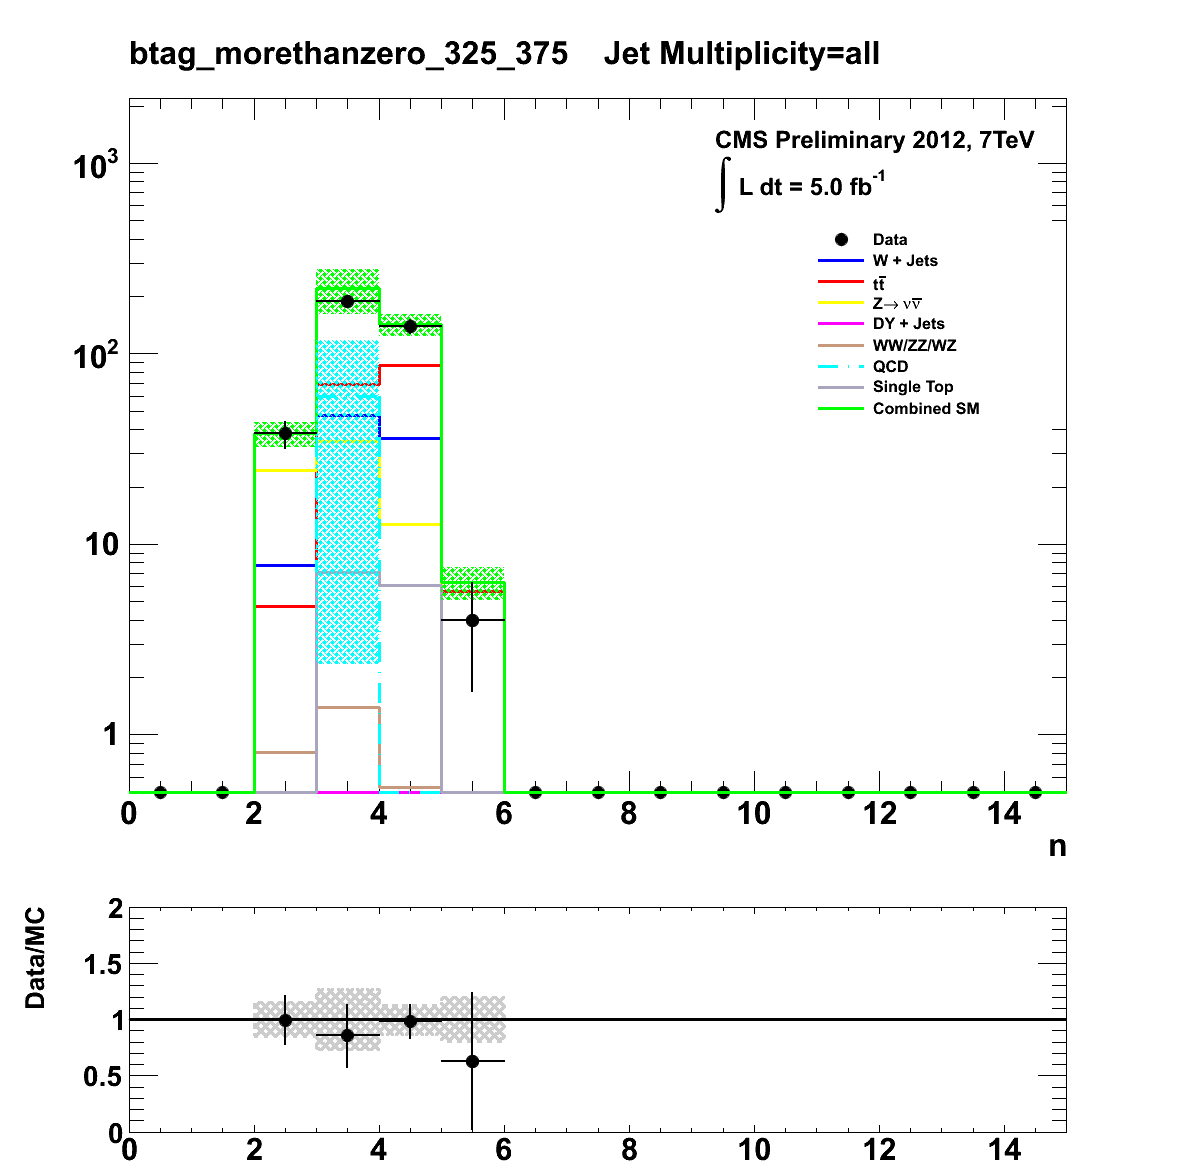 btag_morethanzero_325_375 Jet Multiplicity=all
CMS Preliminary 2012, 7TeV
∫ L dt = 5.0 fb⁻¹
Data
W + Jets
tt̅
Z→ νν̅
DY + Jets
WW/ZZ/WZ
QCD
Single Top
Combined SM
10³
10²
10
1
0 2 4 6 8 10 12 14
n
Data/MC
2
1.5
1
0.5
0
0 2 4 6 8 10 12 14